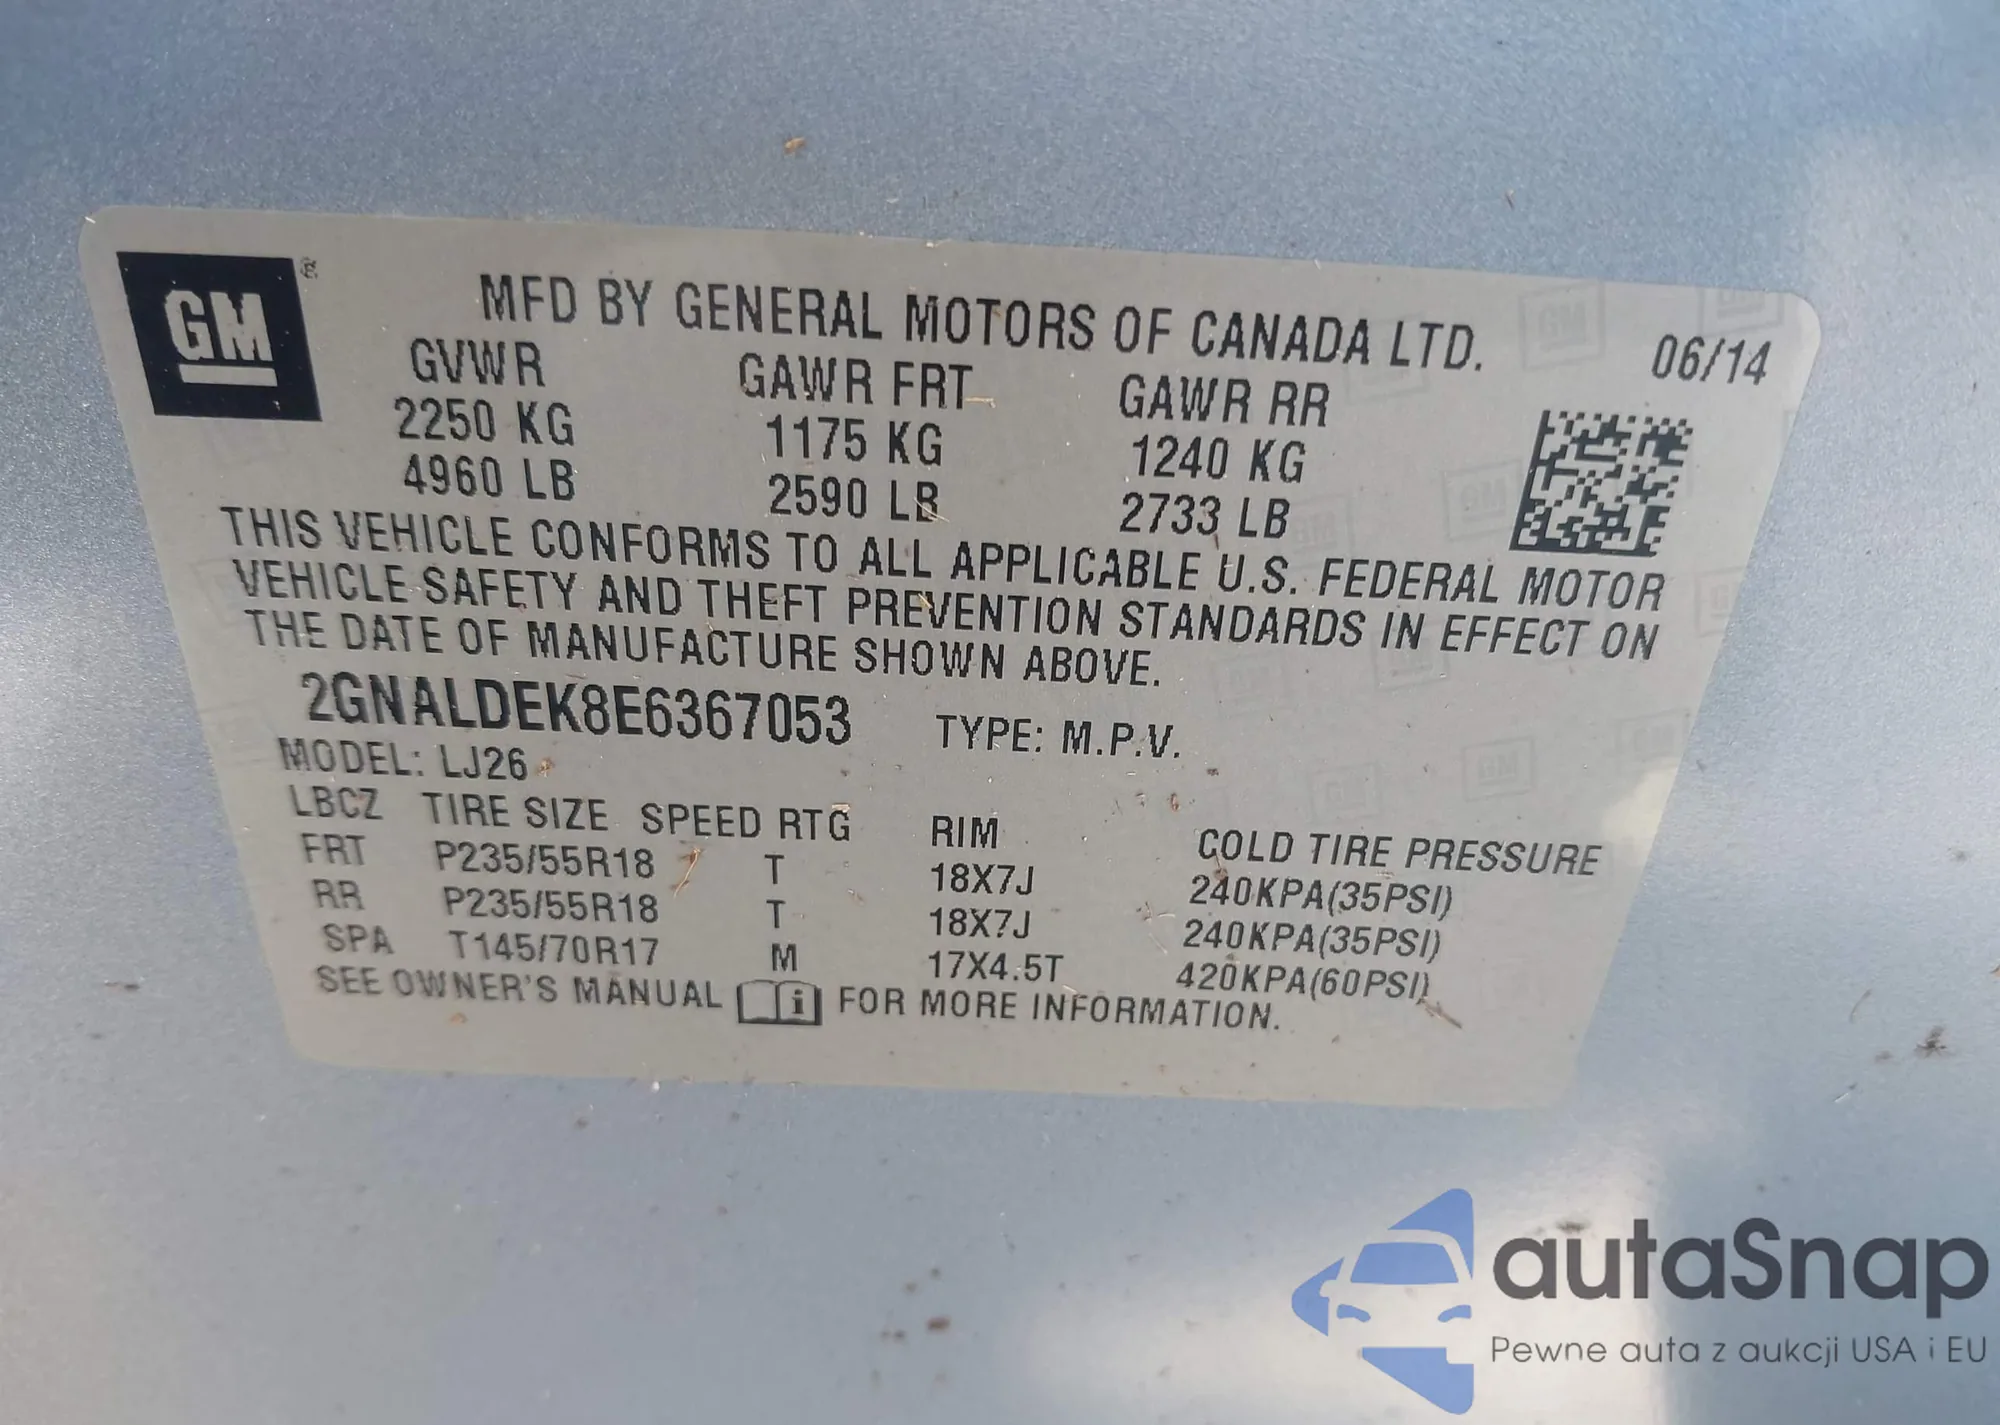 GM ®
MFD BY GENERAL MOTORS OF CANADA LTD.
06/14
GVWR GAWR FRT GAWR RR
2250 KG 1175 KG 1240 KG
4960 LB 2590 LB 2733 LB
THIS VEHICLE CONFORMS TO ALL APPLICABLE U.S. FEDERAL MOTOR
VEHICLE SAFETY AND THEFT PREVENTION STANDARDS IN EFFECT ON
THE DATE OF MANUFACTURE SHOWN ABOVE.
2GNALDEK8E6367053 TYPE: M.P.V.
MODEL: LJ26
LBCZ TIRE SIZE SPEED RTG RIM COLD TIRE PRESSURE
FRT P235/55R18 T 18X7J 240KPA(35PSI)
RR P235/55R18 T 18X7J 240KPA(35PSI)
SPA T145/70R17 M 17X4.5T 420KPA(60PSI)
SEE OWNER'S MANUAL i FOR MORE INFORMATION.
autaSnap
Pewne auta z aukcji USA i EU